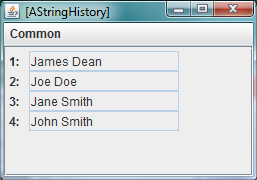 [AStringHistory]
Common
1: James Dean
2: Joe Doe
3: Jane Smith
4: John Smith